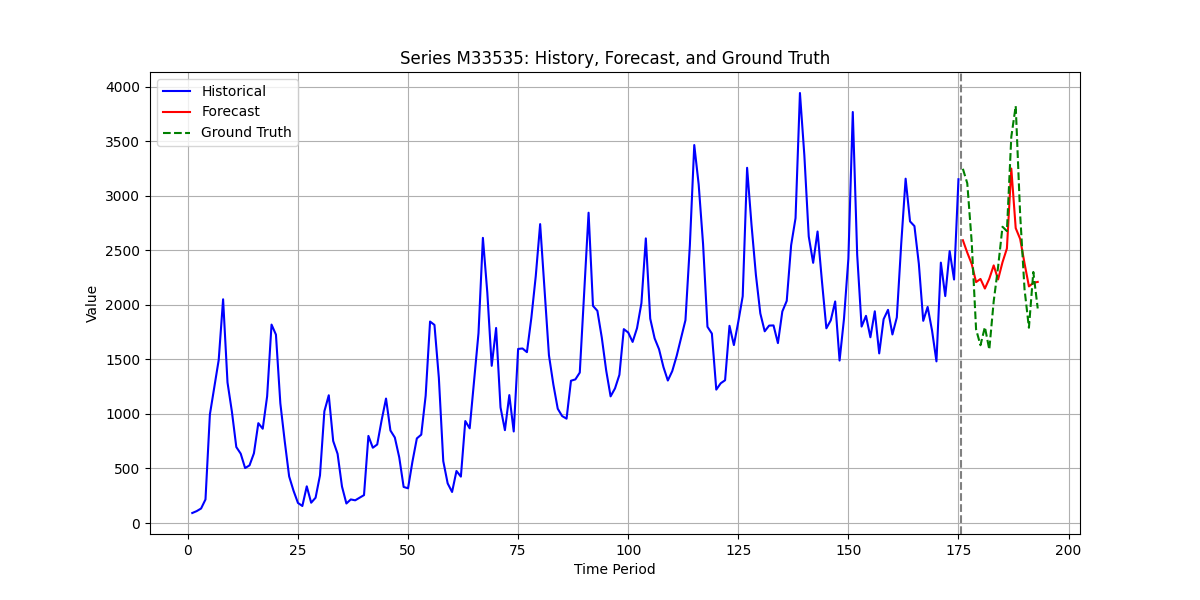 Series M33535: History, Forecast, and Ground Truth
Historical
Forecast
Ground Truth
Value
4000
3500
3000
2500
2000
1500
1000
500
0
0 25 50 75 100 125 150 175 200
Time Period